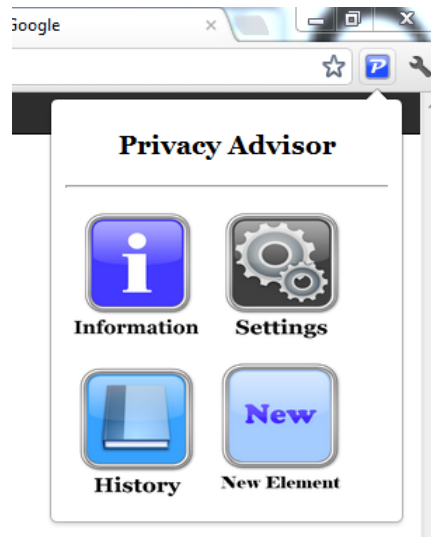 Google
P
Privacy Advisor
i
Information
Settings
New
History
New Element